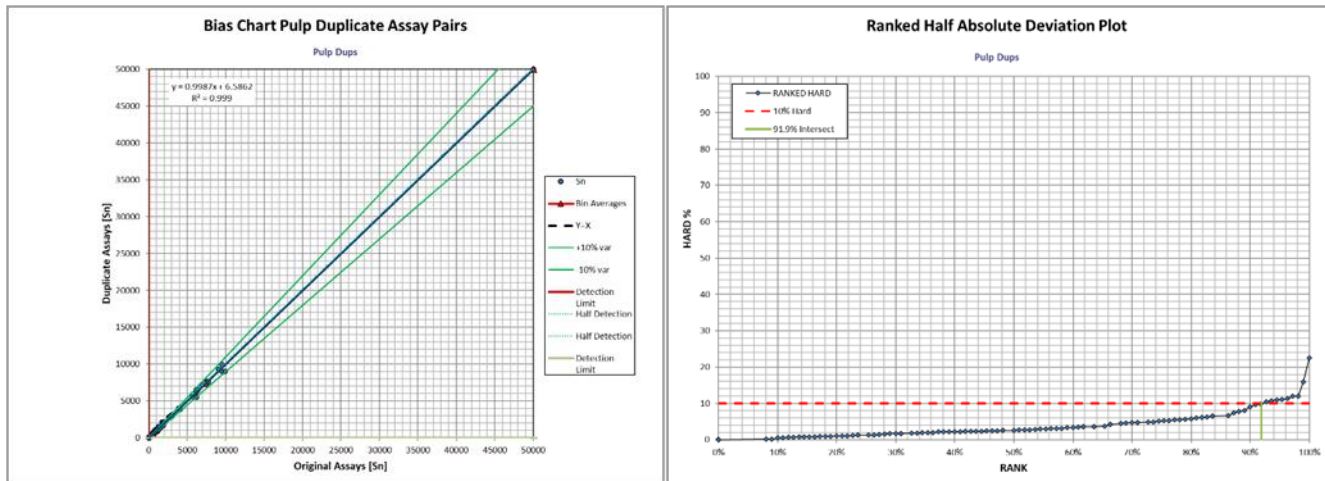 Bias Chart Pulp Duplicate Assay Pairs
Pulp Dups
y = 0.9987x + 6.5862
R² = 0.999
50000
45000
40000
35000
30000
25000
20000
15000
10000
5000
0
Duplicate Assays [Sn]
0 5000 10000 15000 20000 25000 30000 35000 40000 45000 50000
Original Assays [Sn]
Sn
Bin Averages
Y=X
+10% var
-10% var
Detection
Limit
Half Detection
Half Detection
Detection
Limit
Ranked Half Absolute Deviation Plot
Pulp Dups
RANKED HARD
10% Hard
91.9% Intersect
100
90
80
70
60
50
40
30
20
10
0
HARD %
0% 10% 20% 30% 40% 50% 60% 70% 80% 90% 100%
RANK